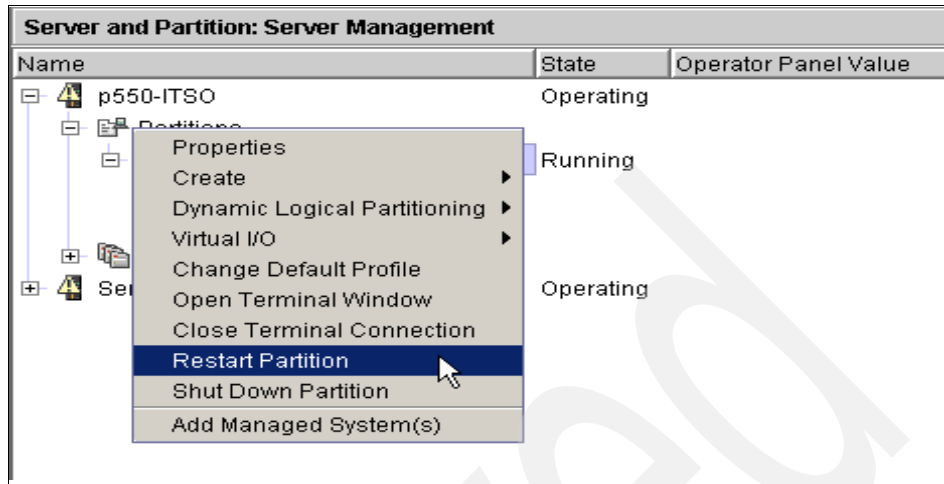 Server and Partition: Server Management
Name State Operator Panel Value
p550-ITSO Operating
Partitions
Running
Properties
Create
Dynamic Logical Partitioning
Virtual I/O
Change Default Profile
Open Terminal Window
Close Terminal Connection
Restart Partition
Shut Down Partition
Add Managed System(s)
Ser Operating